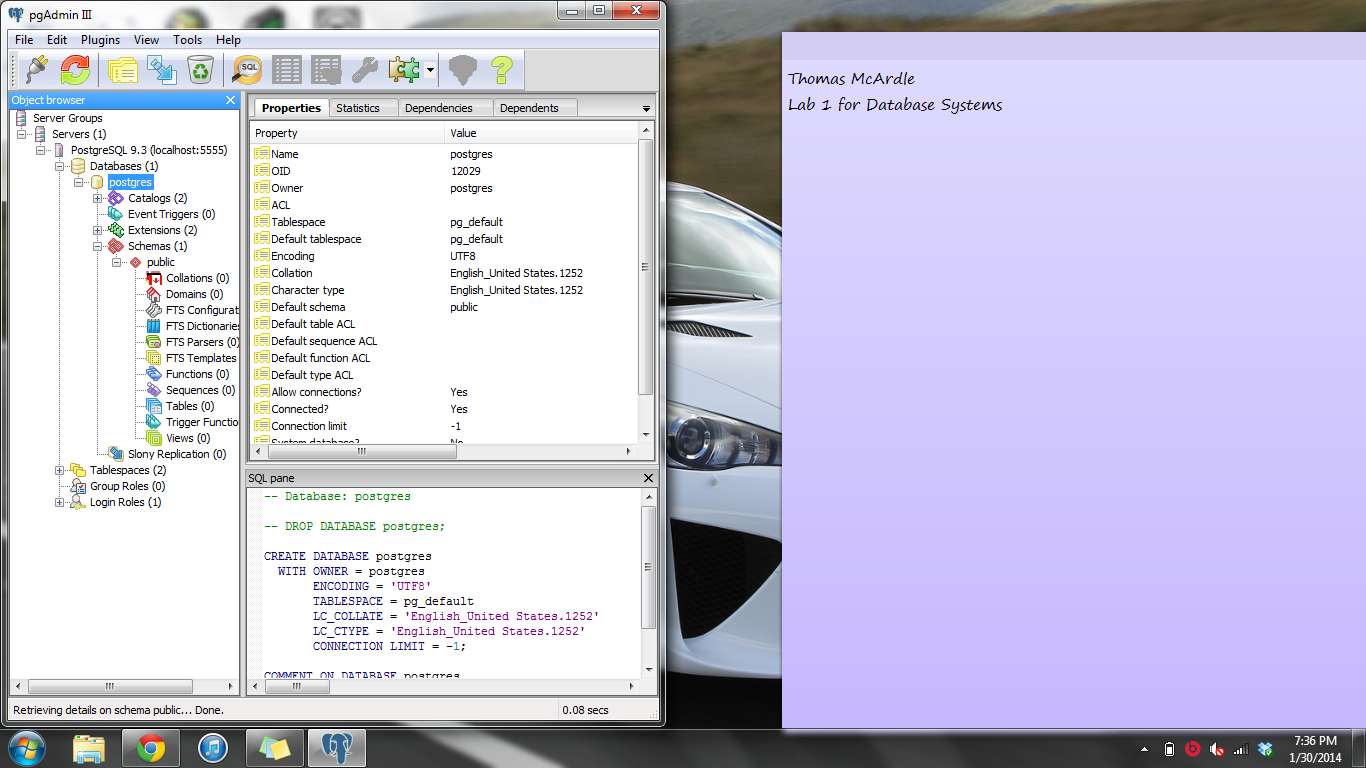 pgAdmin III
File Edit Plugins View Tools Help
SQL
Object browser
Server Groups
Servers (1)
PostgreSQL 9.3 (localhost:5555)
Databases (1)
postgres
Catalogs (2)
Event Triggers (0)
Extensions (2)
Schemas (1)
public
Collations (0)
Domains (0)
FTS Configurat
FTS Dictionaries
FTS Parsers (0)
FTS Templates
Functions (0)
Sequences (0)
Tables (0)
Trigger Functio
Views (0)
Slony Replication (0)
Tablespaces (2)
Group Roles (0)
Login Roles (1)
Properties Statistics Dependencies Dependents
Property Value
Name postgres
OID 12029
Owner postgres
ACL
Tablespace pg_default
Default tablespace pg_default
Encoding UTF8
Collation English_United States.1252
Character type English_United States.1252
Default schema public
Default table ACL
Default sequence ACL
Default function ACL
Default type ACL
Allow connections? Yes
Connected? Yes
Connection limit -1
System database? No
SQL pane
-- Database: postgres
-- DROP DATABASE postgres;
CREATE DATABASE postgres
WITH OWNER = postgres
ENCODING = 'UTF8'
TABLESPACE = pg_default
LC_COLLATE = 'English_United States.1252'
LC_CTYPE = 'English_United States.1252'
CONNECTION LIMIT = -1;
COMMENT ON DATABASE postgres
Retrieving details on schema public... Done. 0.08 secs
Thomas McArdle
Lab 1 for Database Systems
7:36 PM
1/30/2014